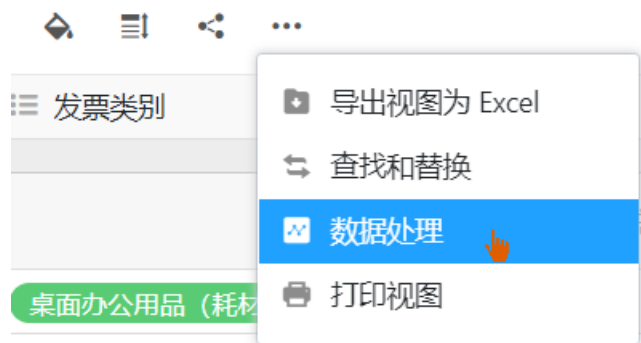 发票类别
导出视图为 Excel
查找和替换
数据处理
打印视图
桌面办公用品（耗材